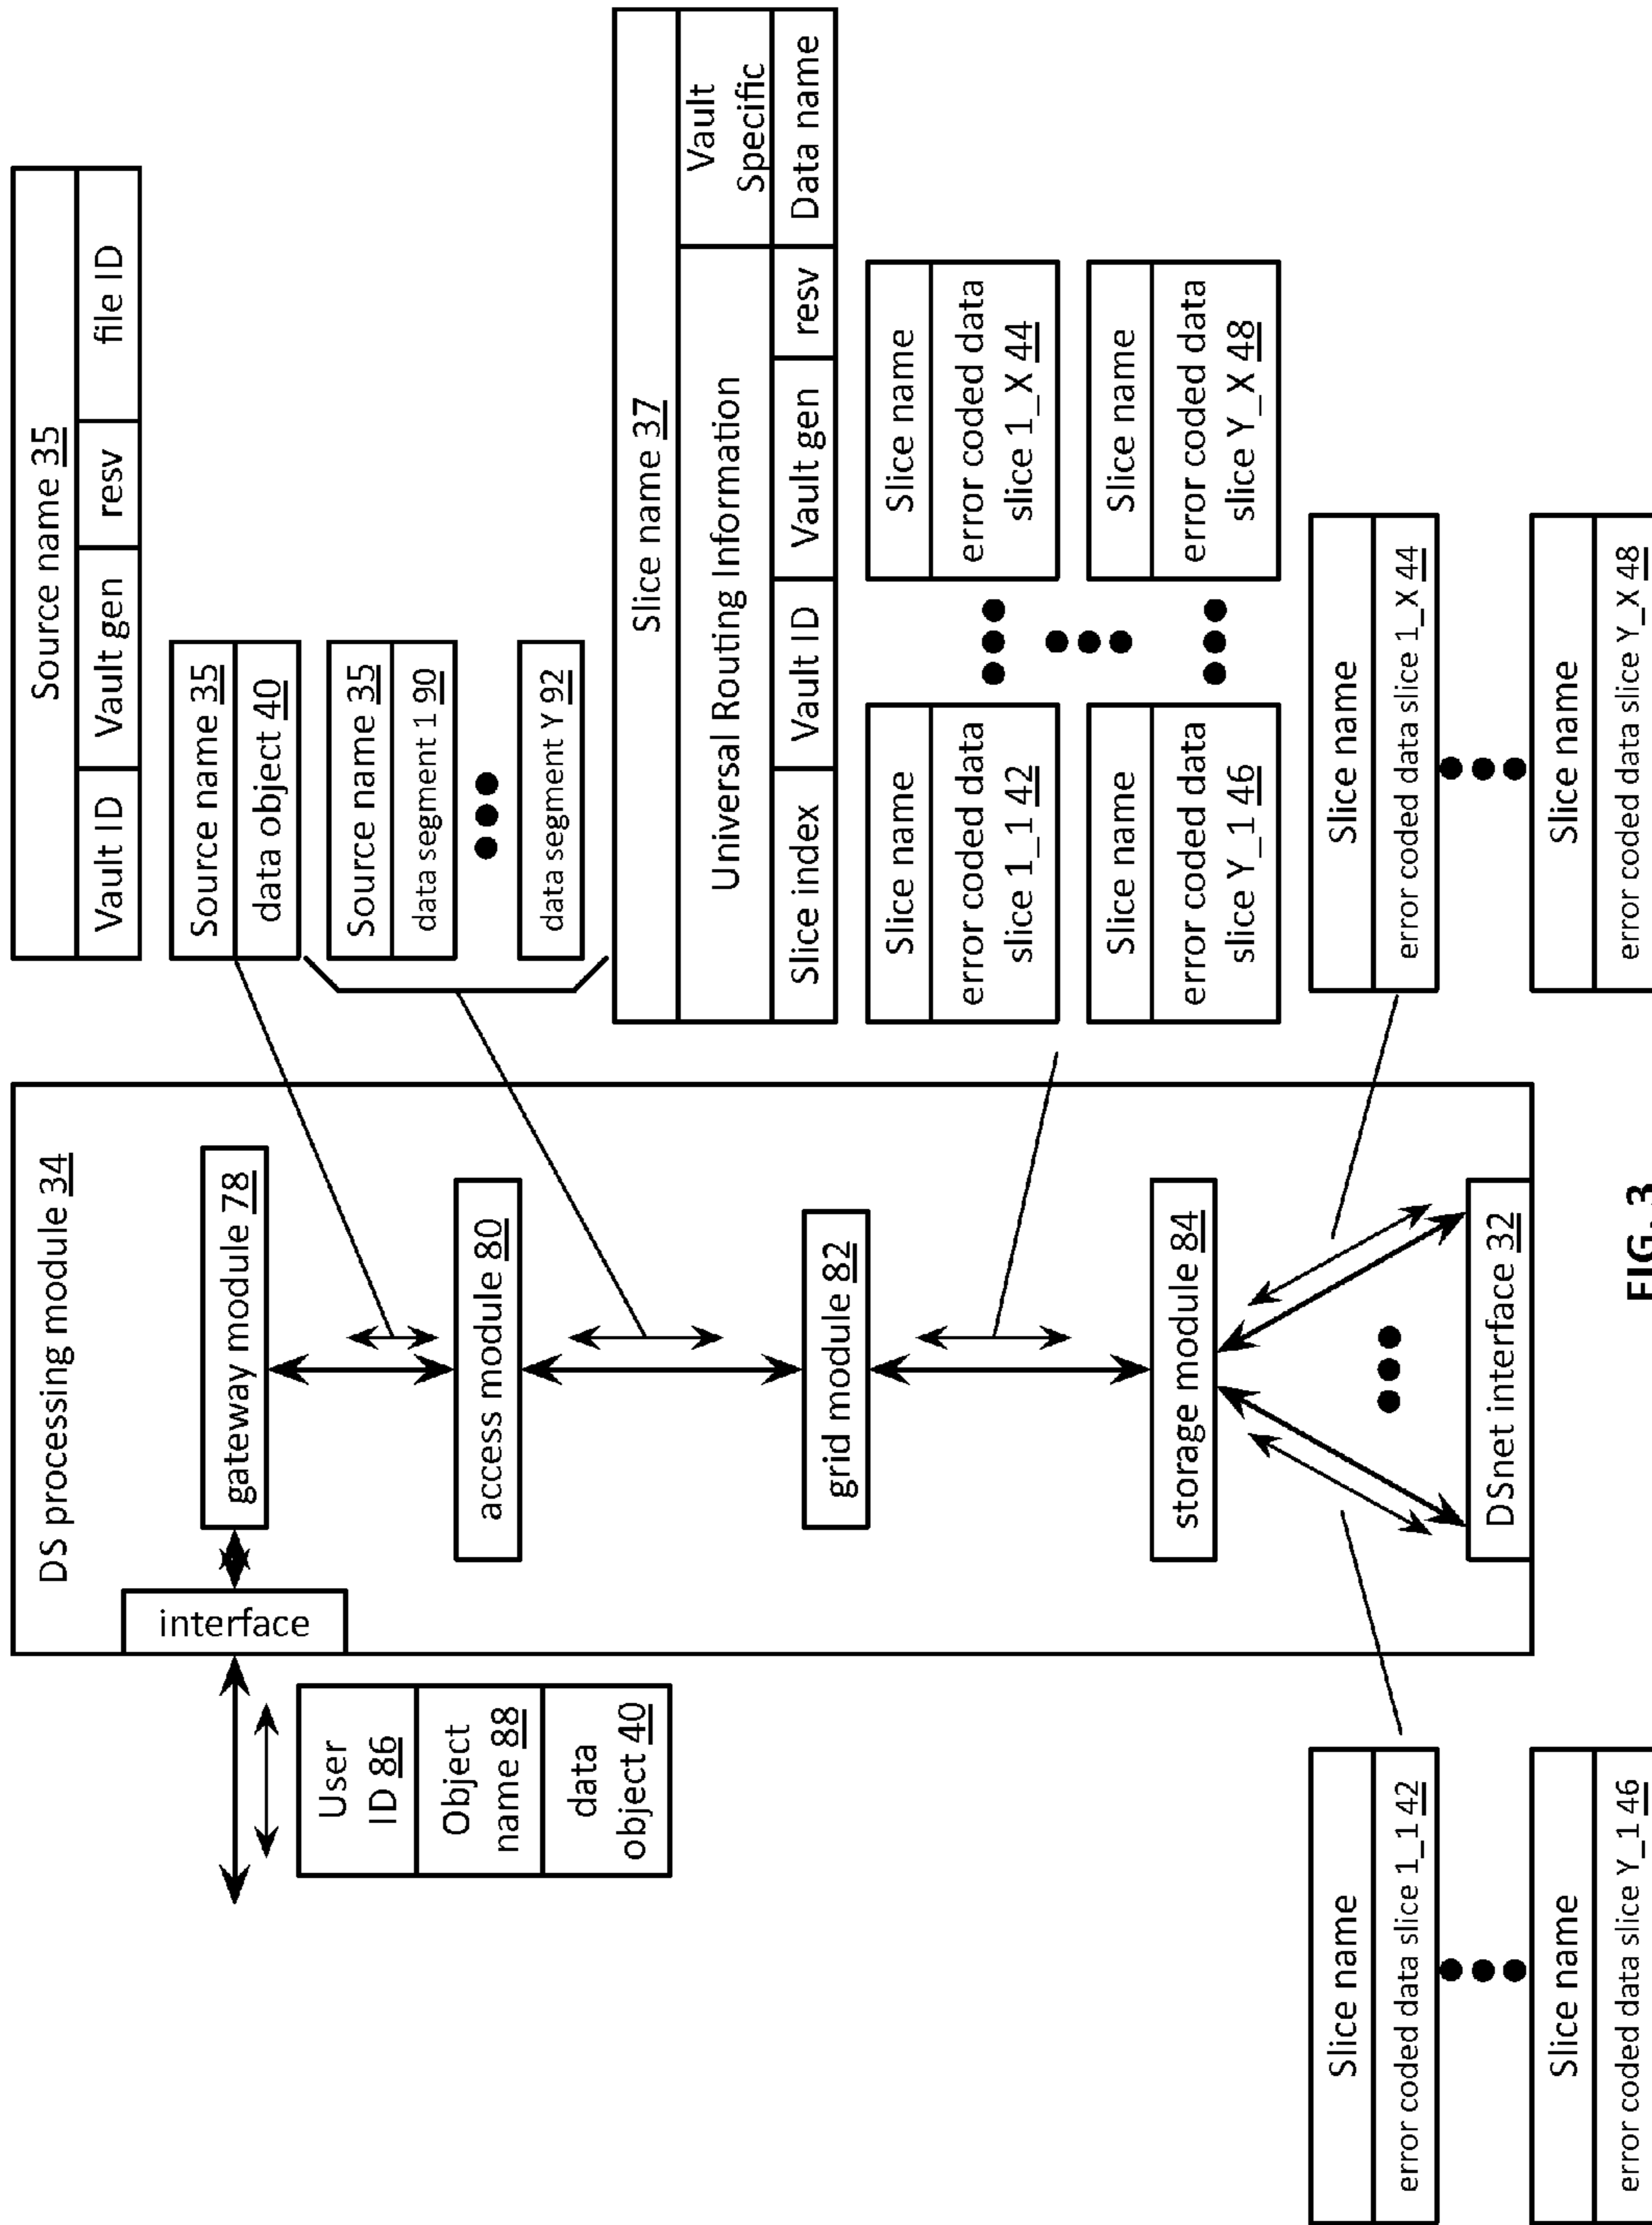 DS processing module 34
interface
gateway module 78
access module 80
grid module 82
storage module 84
DSnet interface 32
User
ID 86
Object
name 88
data
object 40
Source name 35
Vault ID
Vault gen
resv
file ID
Source name 35
data object 40
Source name 35
data segment 1 90
data segment Y 92
Slice name 37
Universal Routing Information
Vault
Specific
Slice index
Vault ID
Vault gen
resv
Data name
Slice name
error coded data
slice 1_1 42
Slice name
error coded data
slice 1_X 44
Slice name
error coded data
slice Y_1 46
Slice name
error coded data
slice Y_X 48
Slice name
error coded data slice 1_1 42
Slice name
error coded data slice Y_1 46
Slice name
error coded data slice 1_X 44
Slice name
error coded data slice Y_X 48
FIG. 3